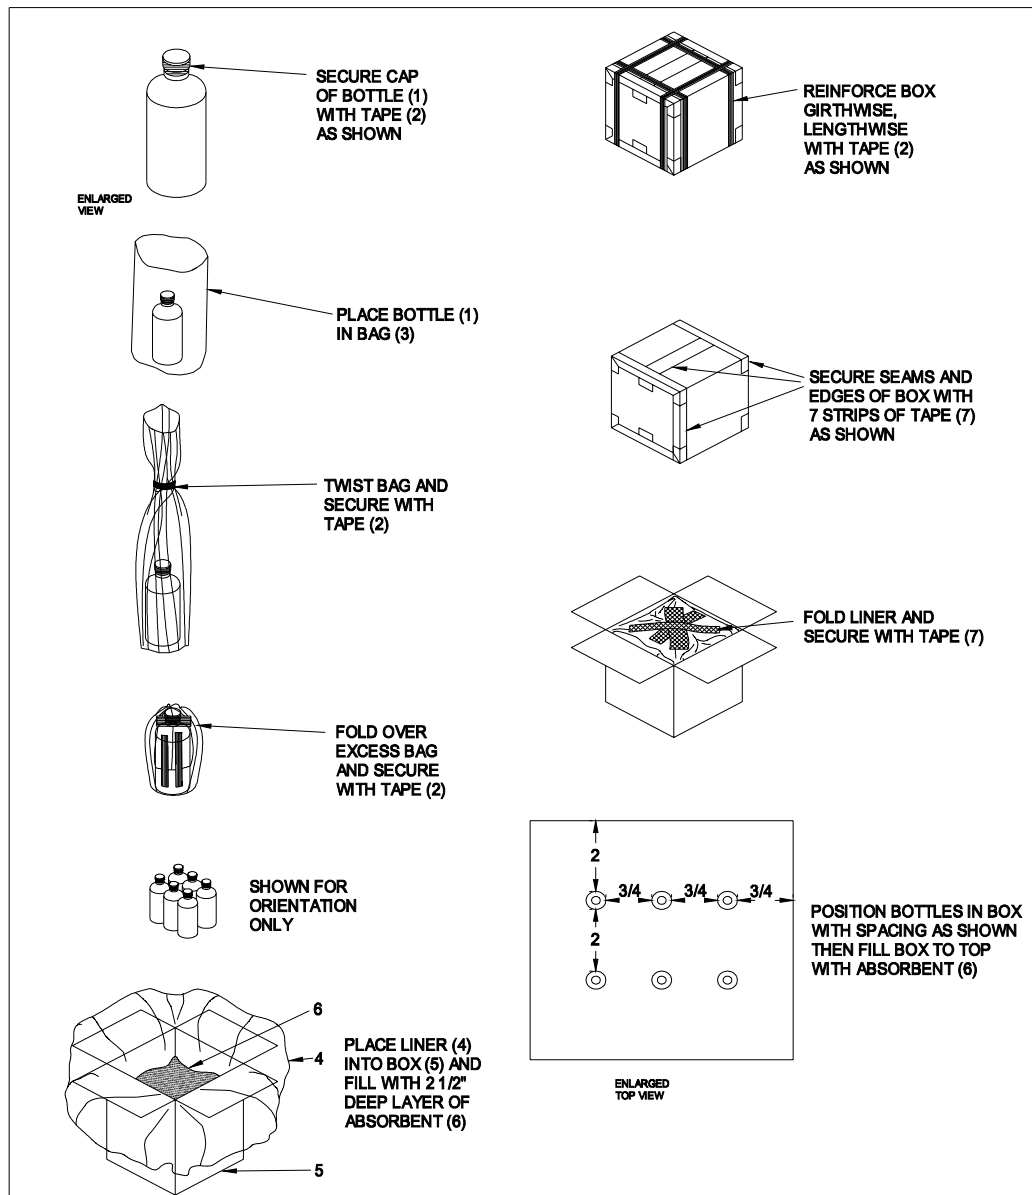 SECURE CAP
OF BOTTLE (1)
WITH TAPE (2)
AS SHOWN
ENLARGED
VIEW
PLACE BOTTLE (1)
IN BAG (3)
TWIST BAG AND
SECURE WITH
TAPE (2)
FOLD OVER
EXCESS BAG
AND SECURE
WITH TAPE (2)
SHOWN FOR
ORIENTATION
ONLY
6
4
5
PLACE LINER (4)
INTO BOX (5) AND
FILL WITH 2 1/2"
DEEP LAYER OF
ABSORBENT (6)
REINFORCE BOX
GIRTHWISE,
LENGTHWISE
WITH TAPE (2)
AS SHOWN
SECURE SEAMS AND
EDGES OF BOX WITH
7 STRIPS OF TAPE (7)
AS SHOWN
FOLD LINER AND
SECURE WITH TAPE (7)
2
3/4 3/4 3/4
2
POSITION BOTTLES IN BOX
WITH SPACING AS SHOWN
THEN FILL BOX TO TOP
WITH ABSORBENT (6)
ENLARGED
TOP VIEW